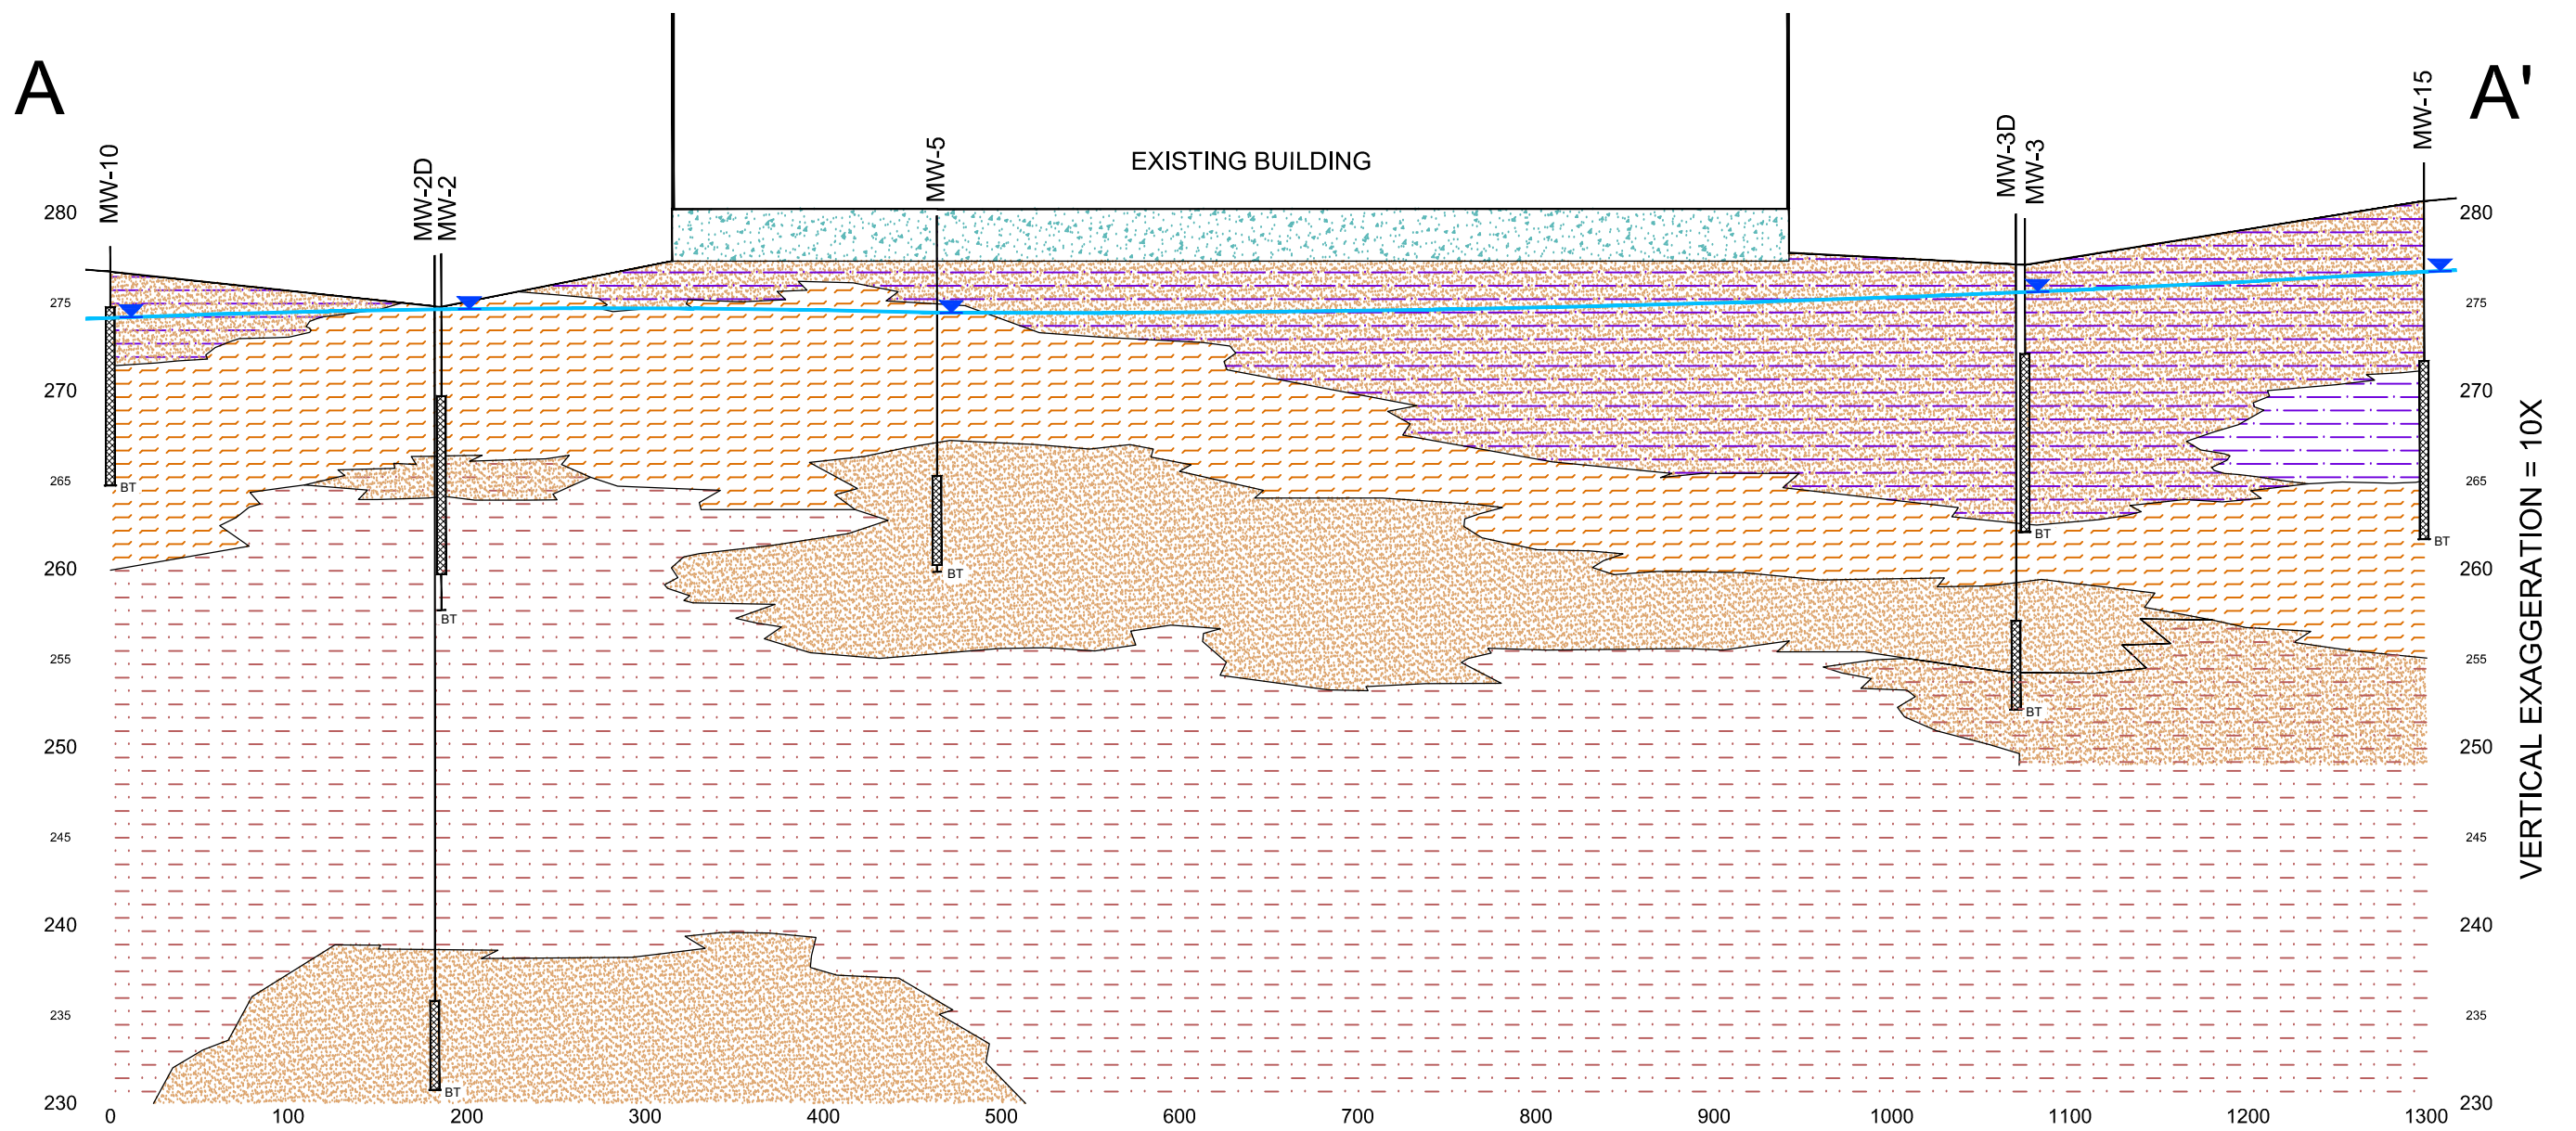 A
A'
MW-10
MW-2D
MW-2
MW-5
EXISTING BUILDING
MW-3D
MW-3
MW-15
280
275
270
265
260
255
250
245
240
235
230
280
275
270
265
260
255
250
245
240
235
230
BT
BT
BT
BT
BT
BT
BT
VERTICAL EXAGGERATION = 10X
0 100 200 300 400 500 600 700 800 900 1000 1100 1200 1300